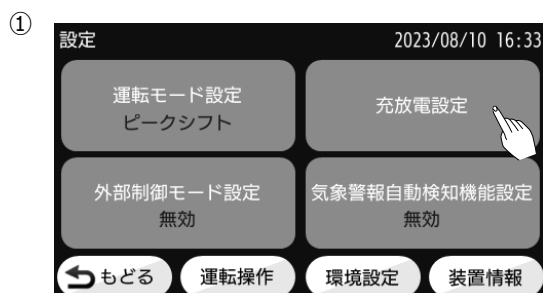 ①
設定 2023/08/10 16:33
運転モード設定
ピークシフト
充放電設定
外部制御モード設定
無効
気象警報自動検知機能設定
無効
もどる 運転操作 環境設定 装置情報